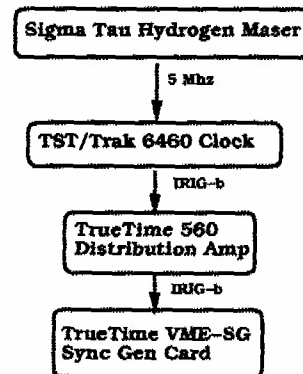 Sigma Tau Hydrogen Maser
5 Mhz
TST/Trak 6460 Clock
IRIG-b
TrueTime 560
Distribution Amp
IRIG-b
TrueTime VME-SG
Sync Gen Card